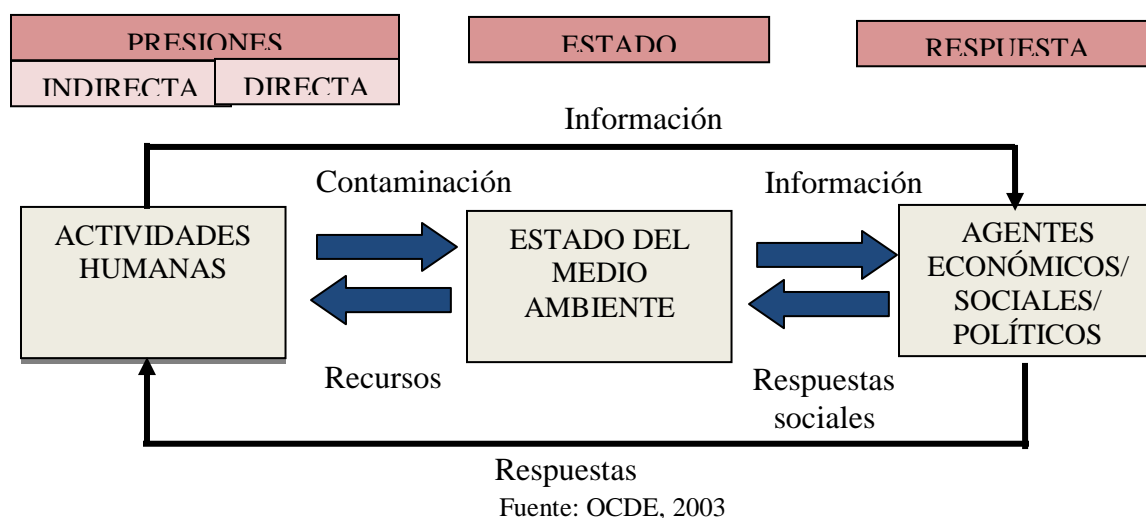 PRESIONES
ESTADO
RESPUESTA
INDIRECTA
DIRECTA
Información
Contaminación
Información
ACTIVIDADES
HUMANAS
ESTADO DEL
MEDIO
AMBIENTE
AGENTES
ECONÓMICOS/
SOCIALES/
POLÍTICOS
Recursos
Respuestas
sociales
Respuestas
Fuente: OCDE, 2003